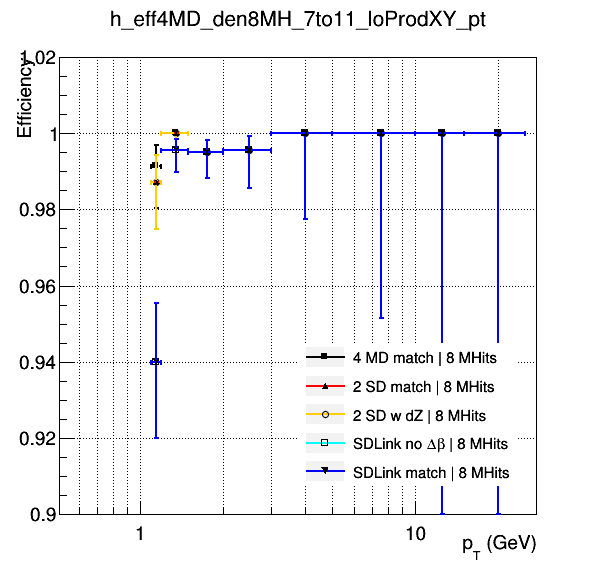 h_eff4MD_den8MH_7to11_loProdXY_pt
Efficiency
1.02
1
0.98
0.96
0.94
0.92
0.9
4 MD match | 8 MHits
2 SD match | 8 MHits
2 SD w dZ | 8 MHits
SDLink no Δβ | 8 MHits
SDLink match | 8 MHits
1
10
p_T (GeV)